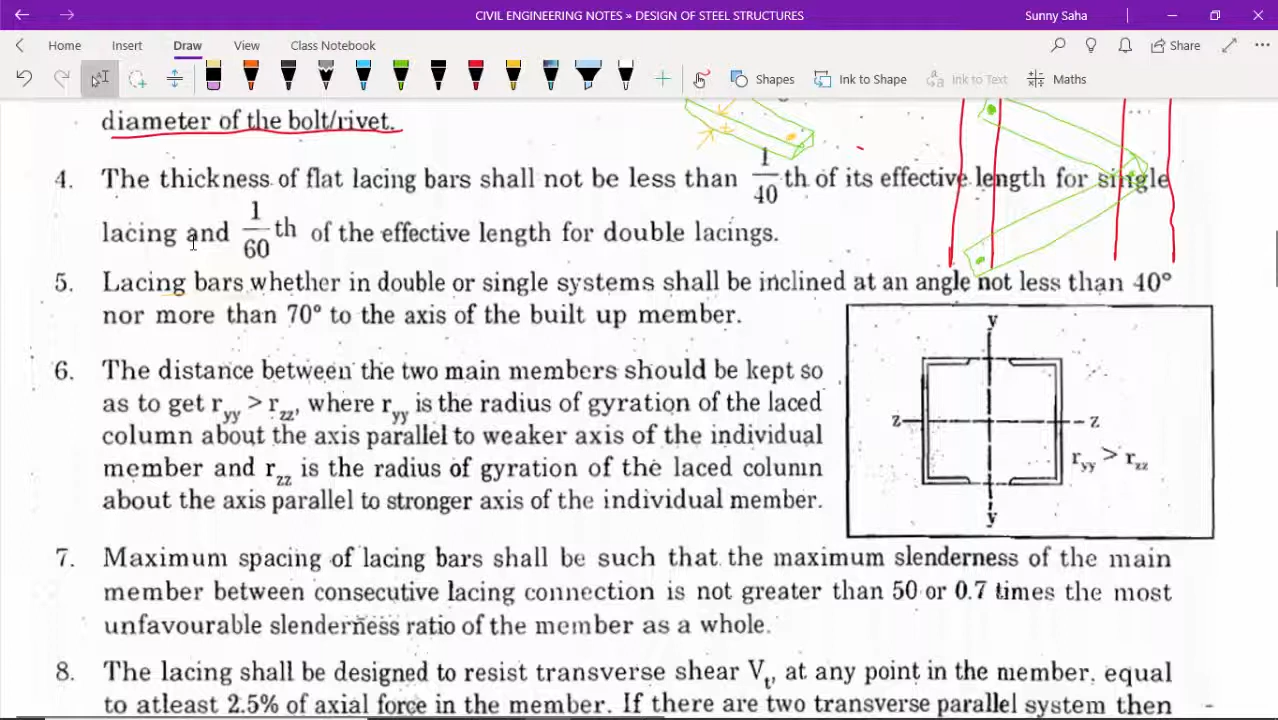 CIVIL ENGINEERING NOTES » DESIGN OF STEEL STRUCTURES
Sunny Saha
Home Insert Draw View Class Notebook
Share
Shapes Ink to Shape Ink to Text Maths
diameter of the bolt/rivet.
4. The thickness of flat lacing bars shall not be less than 1/40 th of its effective length for single
lacing and 1/60 th of the effective length for double lacings.
5. Lacing bars whether in double or single systems shall be inclined at an angle not less than 40°
nor more than 70° to the axis of the built up member.
6. The distance between the two main members should be kept so
as to get r_yy > r_zz, where r_yy is the radius of gyration of the laced
column about the axis parallel to weaker axis of the individual
member and r_zz is the radius of gyration of the laced column
about the axis parallel to stronger axis of the individual member.
y
z z
r_yy > r_zz
y
7. Maximum spacing of lacing bars shall be such that the maximum slenderness of the main
member between consecutive lacing connection is not greater than 50 or 0.7 times the most
unfavourable slenderness ratio of the member as a whole.
8. The lacing shall be designed to resist transverse shear V_t, at any point in the member, equal
to atleast 2.5% of axial force in the member. If there are two transverse parallel system then